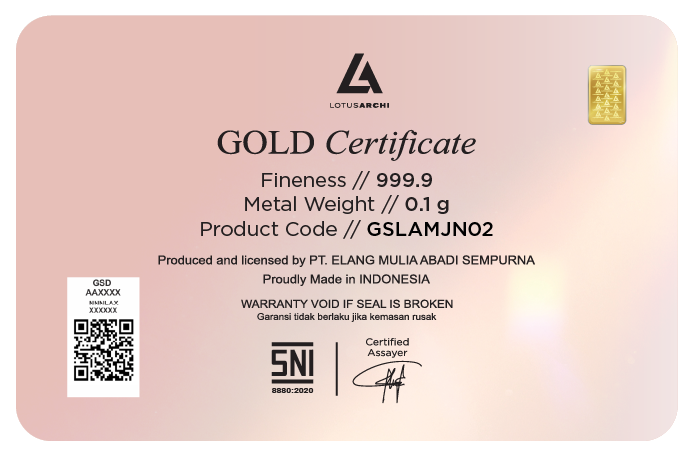 LOTUSARCHI
GOLD Certificate
Fineness // 999.9
Metal Weight // 0.1 g
Product Code // GSLAMJN02
Produced and licensed by PT. ELANG MULIA ABADI SEMPURNA
Proudly Made in INDONESIA
WARRANTY VOID IF SEAL IS BROKEN
Garansi tidak berlaku jika kemasan rusak
GSD
AAXXXX
NNNLAX
XXXXXX
SNI
8880:2020
Certified
Assayer